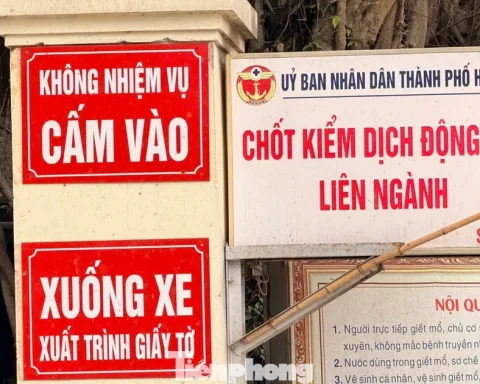 KHÔNG NHIỆM VỤ
CẤM VÀO
XUỐNG XE
XUẤT TRÌNH GIẤY TỜ
UỶ BAN NHÂN DÂN THÀNH PHỐ H
CHỐT KIỂM DỊCH ĐỘNG
LIÊN NGÀNH
S
NỘI QU
1. Người trực tiếp giết mổ, chủ cơ s
xuyên, không mắc bệnh truyền n
2. Nước dùng trong giết mổ, sơ ch
3. Vệ sinh cá nhân, vệ sinh giết mổ
Tiền phong